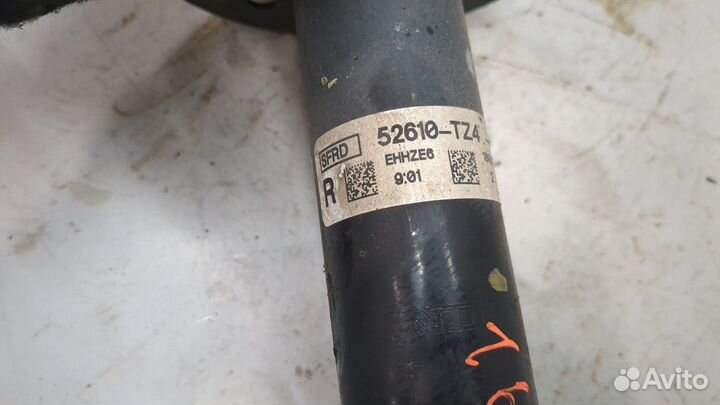 SFRD
52610-TZ4
R
EHHZE6
9:01
Avito